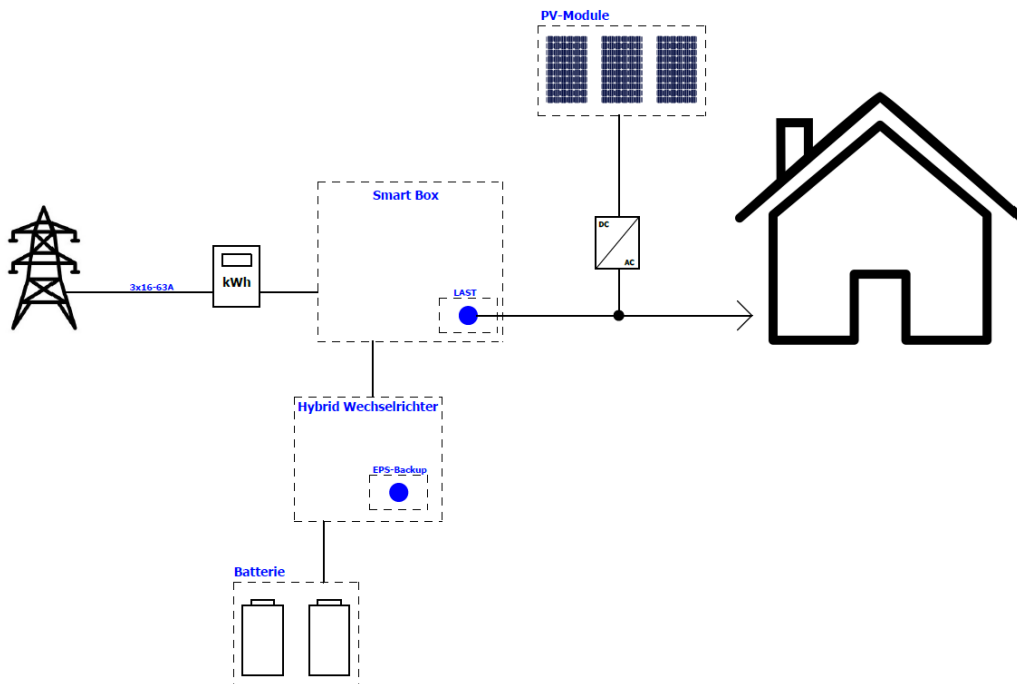 PV-Module
Smart Box
DC
AC
kWh
3x16-63A
LAST
Hybrid Wechselrichter
EPS-Backup
Batterie